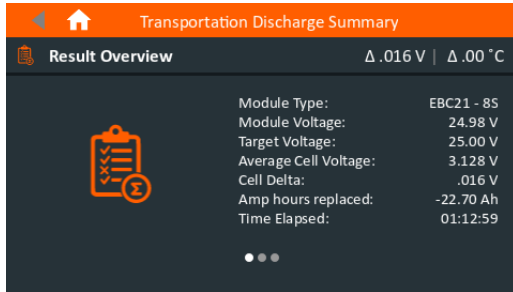 Transportation Discharge Summary
Result Overview Δ .016 V | Δ .00 °C
Module Type: EBC21 - 8S
Module Voltage: 24.98 V
Target Voltage: 25.00 V
Average Cell Voltage: 3.128 V
Cell Delta: .016 V
Amp hours replaced: -22.70 Ah
Time Elapsed: 01:12:59
Σ